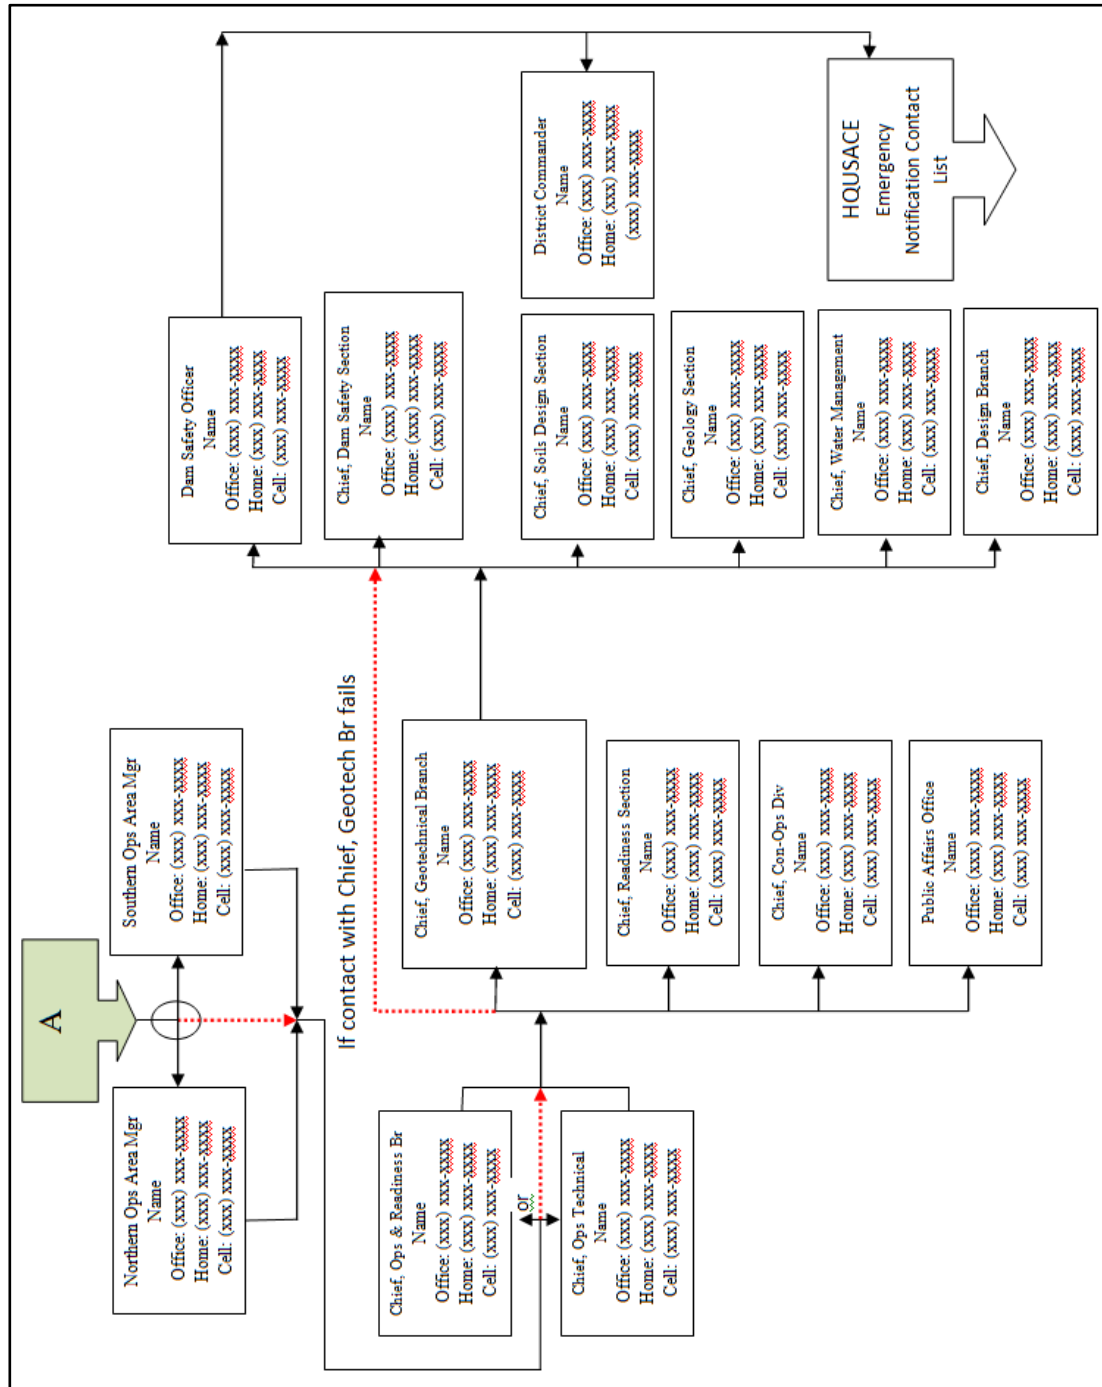 A
Northern Ops Area Mgr
Name
Office: (xxx) xxx-XXXX
Home: (xxx) xxx-XXXX
Cell: (xxx) xxx-XXXX
Southern Ops Area Mgr
Name
Office: (xxx) xxx-XXXX
Home: (xxx) xxx-XXXX
Cell: (xxx) xxx-XXXX
If contact with Chief, Geotech Br fails
Chief, Ops & Readiness Br
Name
Office: (xxx) xxx-XXXX
Home: (xxx) xxx-XXXX
Cell: (xxx) xxx-XXXX
or
Chief, Ops Technical
Name
Office: (xxx) xxx-XXXX
Home: (xxx) xxx-XXXX
Cell: (xxx) xxx-XXXX
Chief, Geotechnical Branch
Name
Office: (xxx) xxx-XXXX
Home: (xxx) xxx-XXXX
Cell: (xxx) xxx-XXXX
Chief, Readiness Section
Name
Office: (xxx) xxx-XXXX
Home: (xxx) xxx-XXXX
Cell: (xxx) xxx-XXXX
Chief, Con-Ops Div
Name
Office: (xxx) xxx-XXXX
Home: (xxx) xxx-XXXX
Cell: (xxx) xxx-XXXX
Public Affairs Office
Name
Office: (xxx) xxx-XXXX
Home: (xxx) xxx-XXXX
Cell: (xxx) xxx-XXXX
Dam Safety Officer
Name
Office: (xxx) xxx-XXXX
Home: (xxx) xxx-XXXX
Cell: (xxx) xxx-XXXX
Chief, Dam Safety Section
Name
Office: (xxx) xxx-XXXX
Home: (xxx) xxx-XXXX
Cell: (xxx) xxx-XXXX
Chief, Soils Design Section
Name
Office: (xxx) xxx-XXXX
Home: (xxx) xxx-XXXX
Cell: (xxx) xxx-XXXX
Chief, Geology Section
Name
Office: (xxx) xxx-XXXX
Home: (xxx) xxx-XXXX
Cell: (xxx) xxx-XXXX
Chief, Water Management
Name
Office: (xxx) xxx-XXXX
Home: (xxx) xxx-XXXX
Cell: (xxx) xxx-XXXX
Chief, Design Branch
Name
Office: (xxx) xxx-XXXX
Home: (xxx) xxx-XXXX
Cell: (xxx) xxx-XXXX
District Commander
Name
Office: (xxx) xxx-XXXX
Home: (xxx) xxx-XXXX
(xxx) xxx-XXXX
HQUSACE
Emergency
Notification Contact
List